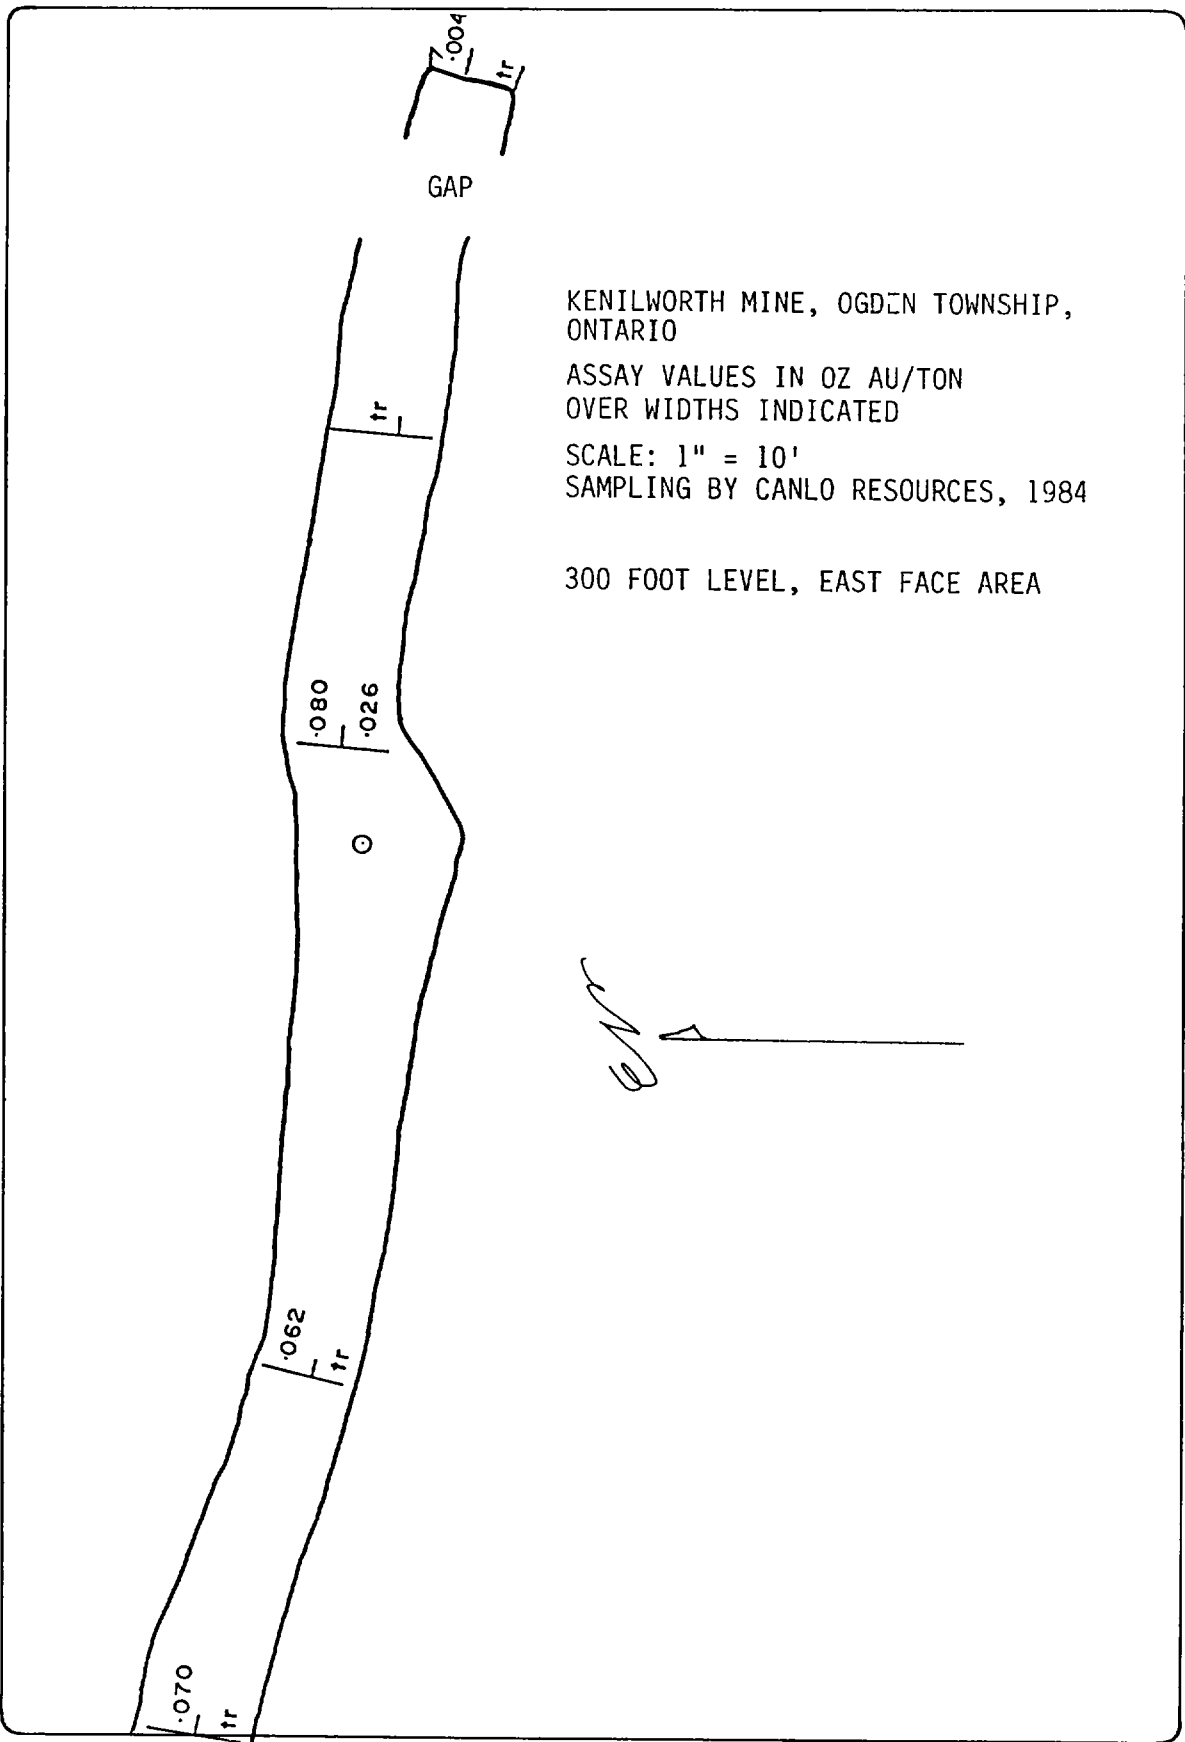 .004
tr
GAP
KENILWORTH MINE, OGDEN TOWNSHIP,
ONTARIO
ASSAY VALUES IN OZ AU/TON
OVER WIDTHS INDICATED
SCALE: 1" = 10'
SAMPLING BY CANLO RESOURCES, 1984
300 FOOT LEVEL, EAST FACE AREA
tr
.080
.026
.062
tr
.070
tr